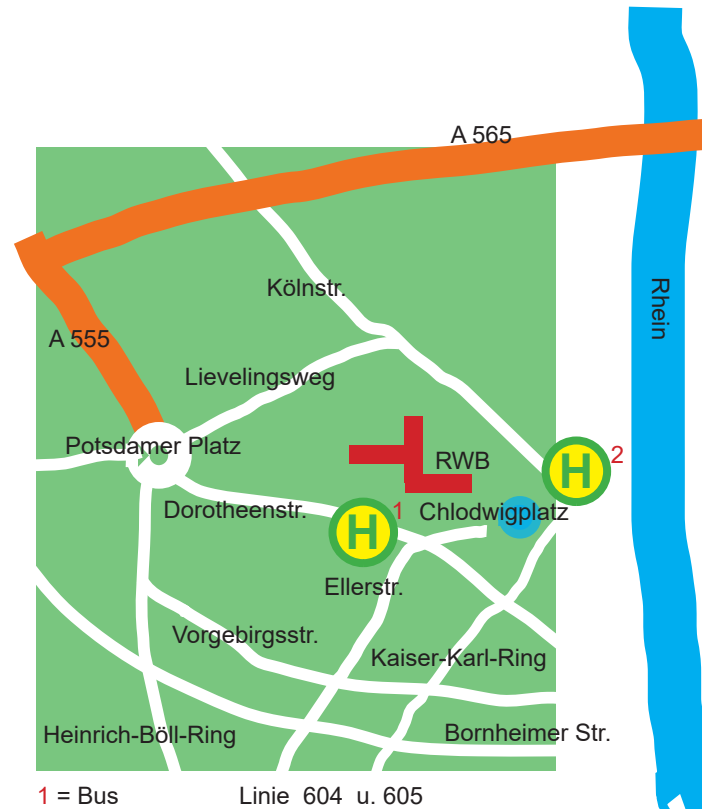 A 565
Rhein
Kölnstr.
A 555
Lievelingsweg
Potsdamer Platz
RWB
H 2
Dorotheenstr.
H 1
Chlodwigplatz
Ellerstr.
Vorgebirgsstr.
Kaiser-Karl-Ring
Heinrich-Böll-Ring
Bornheimer Str.
1 = Bus Linie 604 u. 605